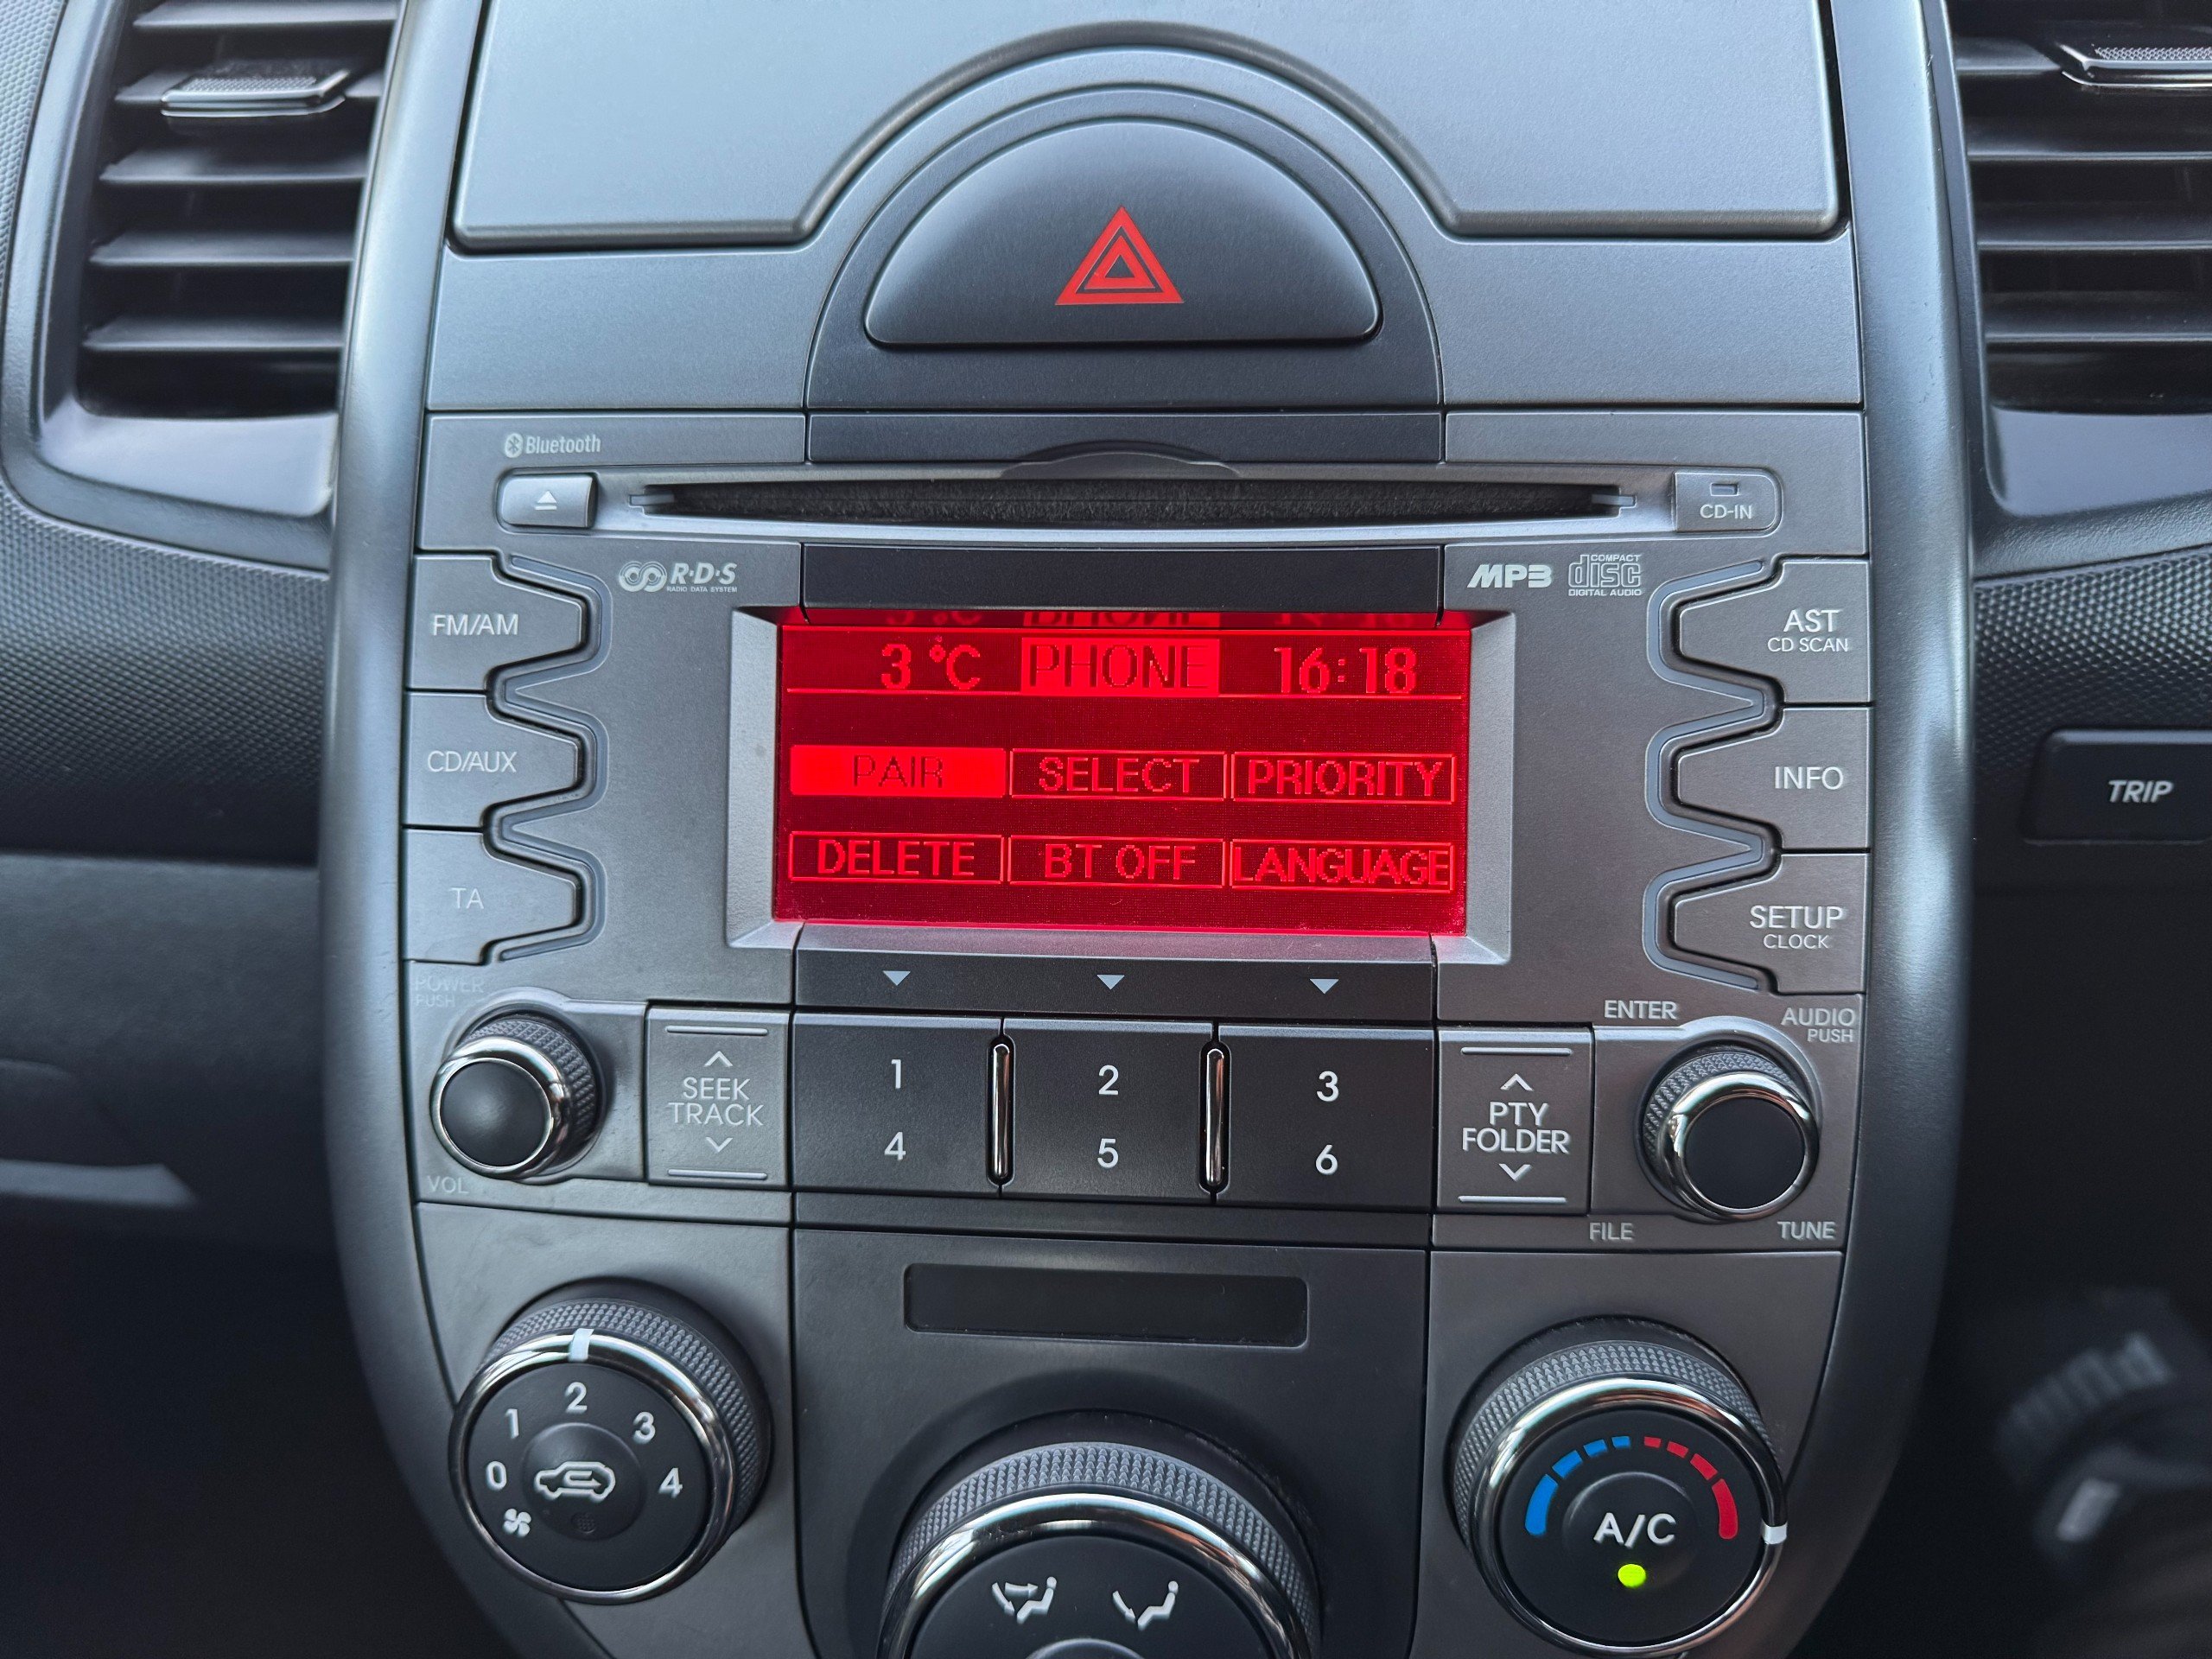 Bluetooth
CD-IN
R·D·S
RADIO DATA SYSTEM
MP3
COMPACT
disc
DIGITAL AUDIO
FM/AM
CD/AUX
TA
3 °C PHONE 16:18
PAIR SELECT PRIORITY
DELETE BT OFF LANGUAGE
AST
CD SCAN
INFO
SETUP
CLOCK
TRIP
POWER
PUSH
VOL
SEEK
TRACK
1 2 3
4 5 6
PTY
FOLDER
ENTER
AUDIO
PUSH
FILE
TUNE
0 1 2 3 4
A/C